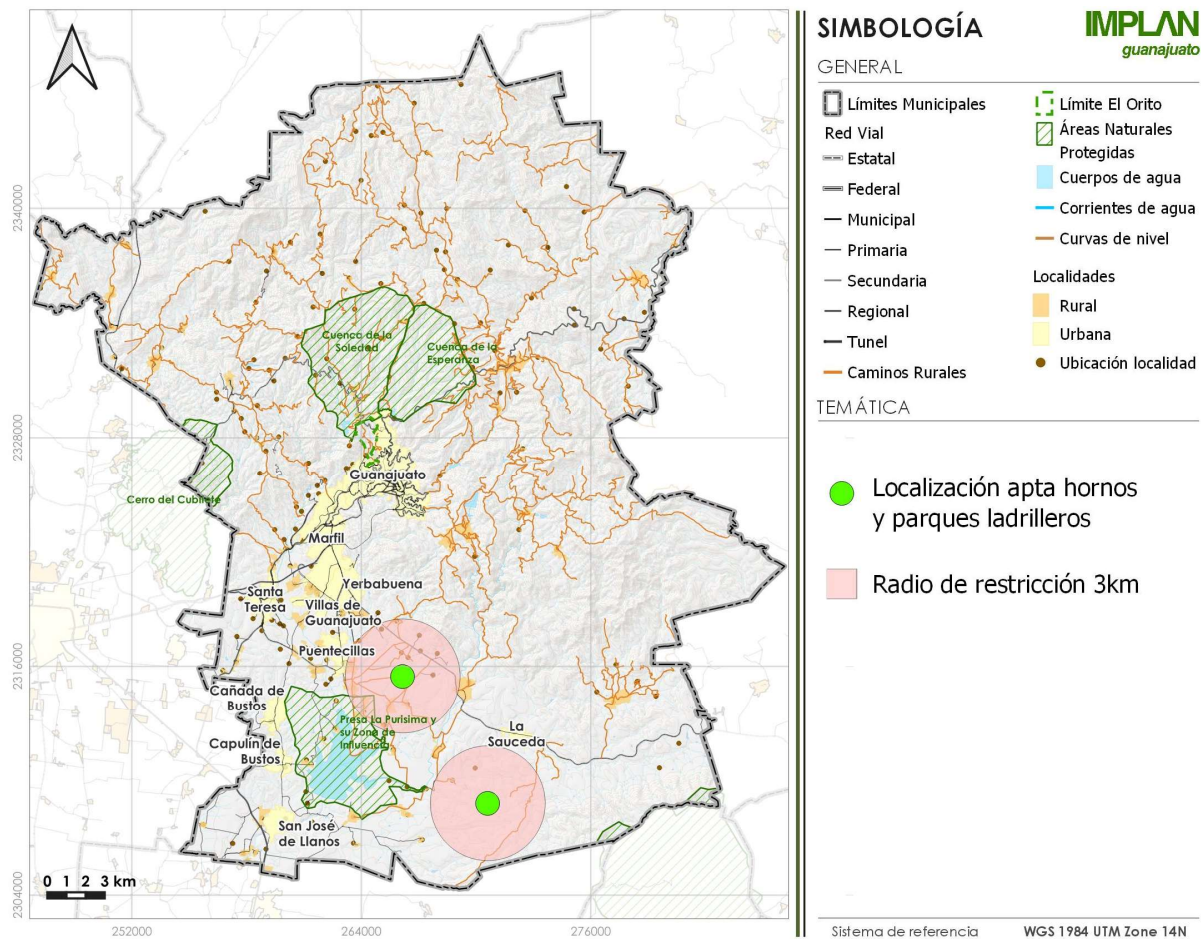 2340000
2328000
2316000
2304000
252000
264000
276000
Cuenca de la
Soledad
Cuenca de la
Esperanza
Guanajuato
Cerro del Cubilete
Marfil
Yerbabuena
Santa
Teresa
Villas de
Guanajuato
Puentecillas
Cañada de
Bustos
Presa La Purisima y
su Zona de
Influencia
Capulín de
Bustos
La
Sauceda
San José
de Llanos
0 1 2 3 km
SIMBOLOGÍA
IMPLAN
guanajuato
GENERAL
Límites Municipales
Red Vial
Estatal
Federal
Municipal
Primaria
Secundaria
Regional
Tunel
Caminos Rurales
Límite El Orito
Áreas Naturales
Protegidas
Cuerpos de agua
Corrientes de agua
Curvas de nivel
Localidades
Rural
Urbana
Ubicación localidad
TEMÁTICA
Localización apta hornos
y parques ladrilleros
Radio de restricción 3km
Sistema de referencia WGS 1984 UTM Zone 14N